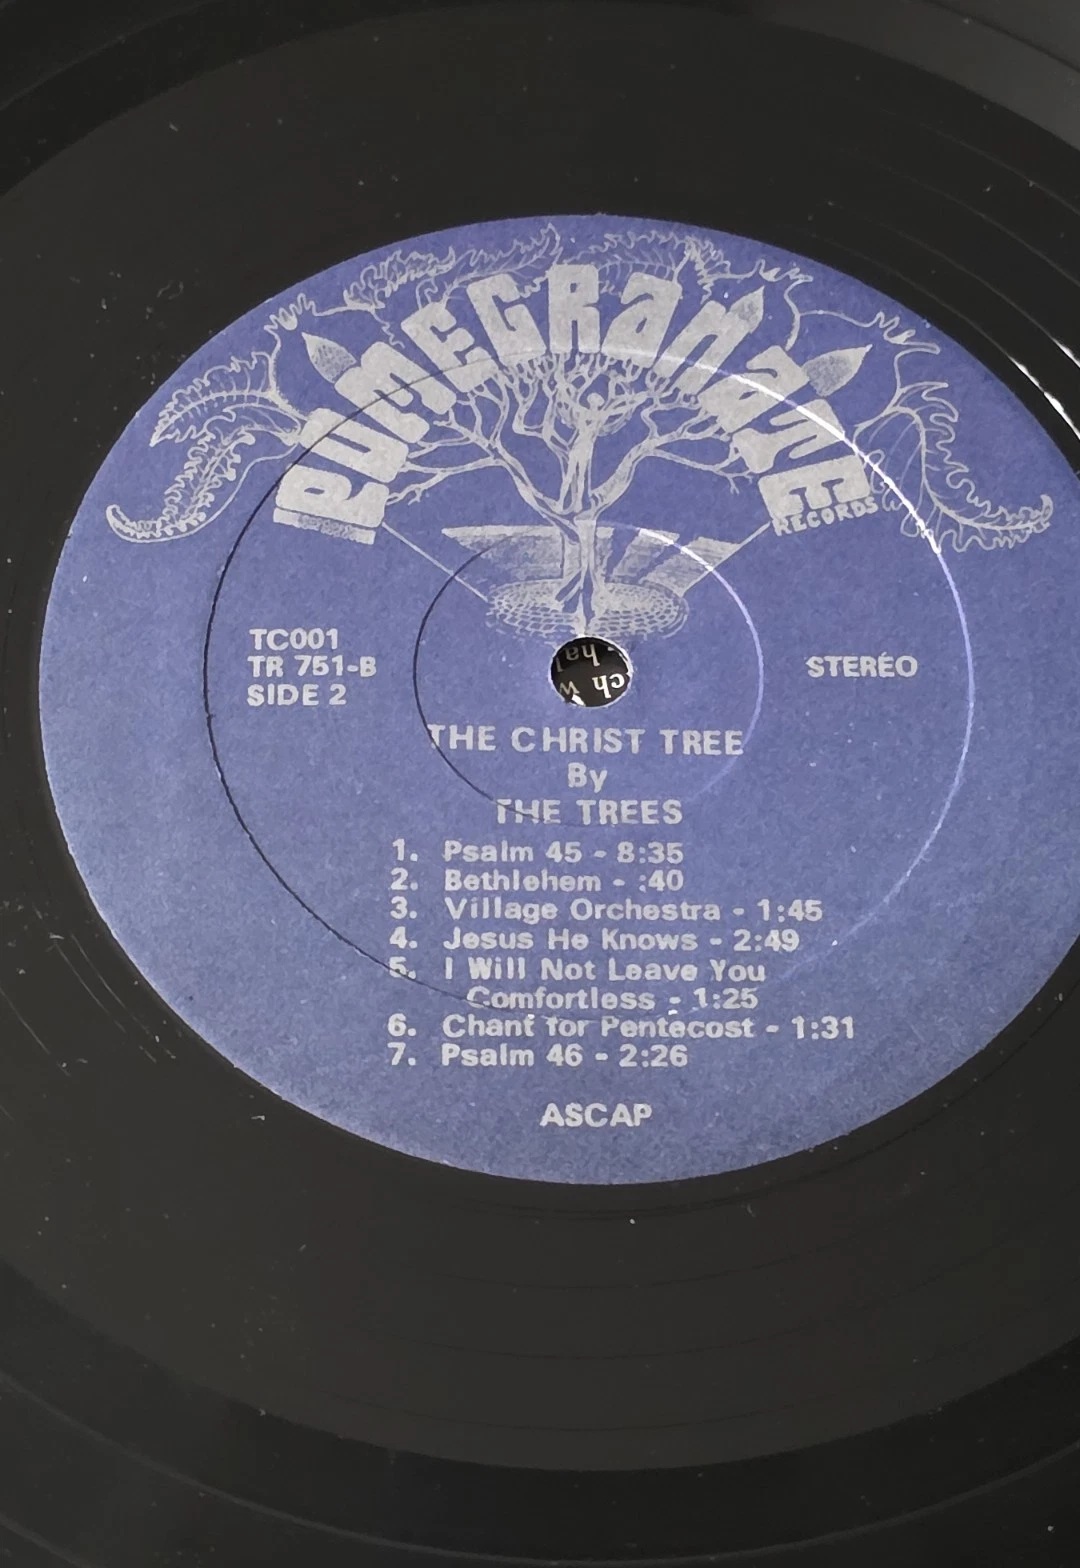 POMEGRANATE
RECORDS
TC001
TR 751-B
SIDE 2
STEREO
THE CHRIST TREE
By
THE TREES
1. Psalm 45 - 8:35
2. Bethlehem - :40
3. Village Orchestra - 1:45
4. Jesus He Knows - 2:49
5. I Will Not Leave You
Comfortless - 1:25
6. Chant for Pentecost - 1:31
7. Psalm 46 - 2:26
ASCAP